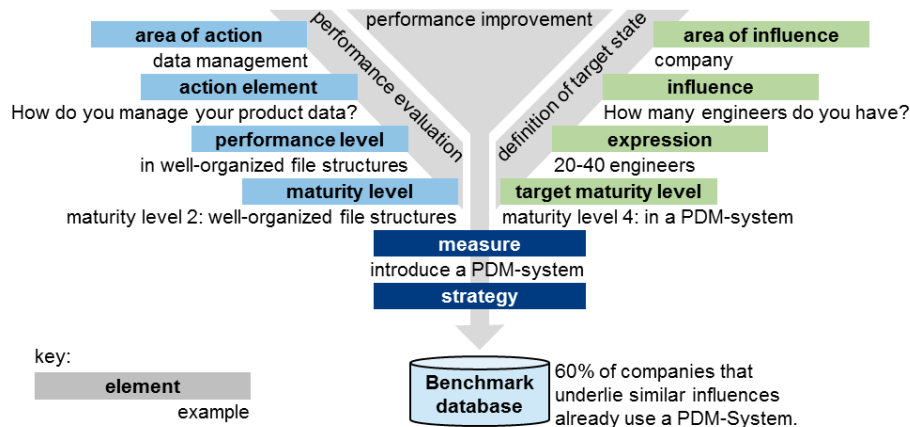 performance improvement
performance evaluation
definition of target state
area of action
data management
action element
How do you manage your product data?
performance level
in well-organized file structures
maturity level
maturity level 2: well-organized file structures
area of influence
company
influence
How many engineers do you have?
expression
20-40 engineers
target maturity level
maturity level 4: in a PDM-system
measure
introduce a PDM-system
strategy
key:
element
example
Benchmark
database
60% of companies that
underlie similar influences
already use a PDM-System.